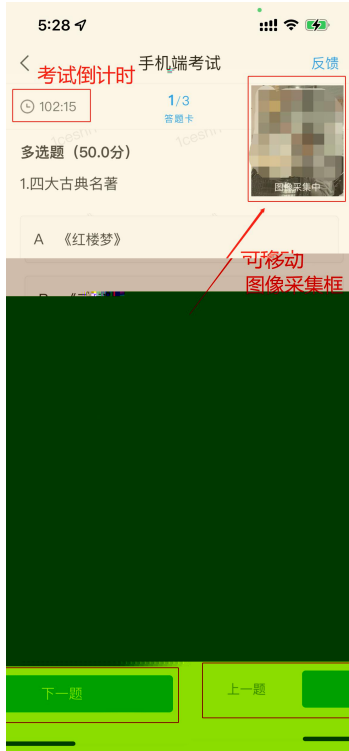 5:28
手机端考试
反馈
考试倒计时
102:15
1/3
答题卡
多选题（50.0分）
1.四大古典名著
图像采集中
A 《红楼梦》
可移动
图像采集框
下一题
上一题